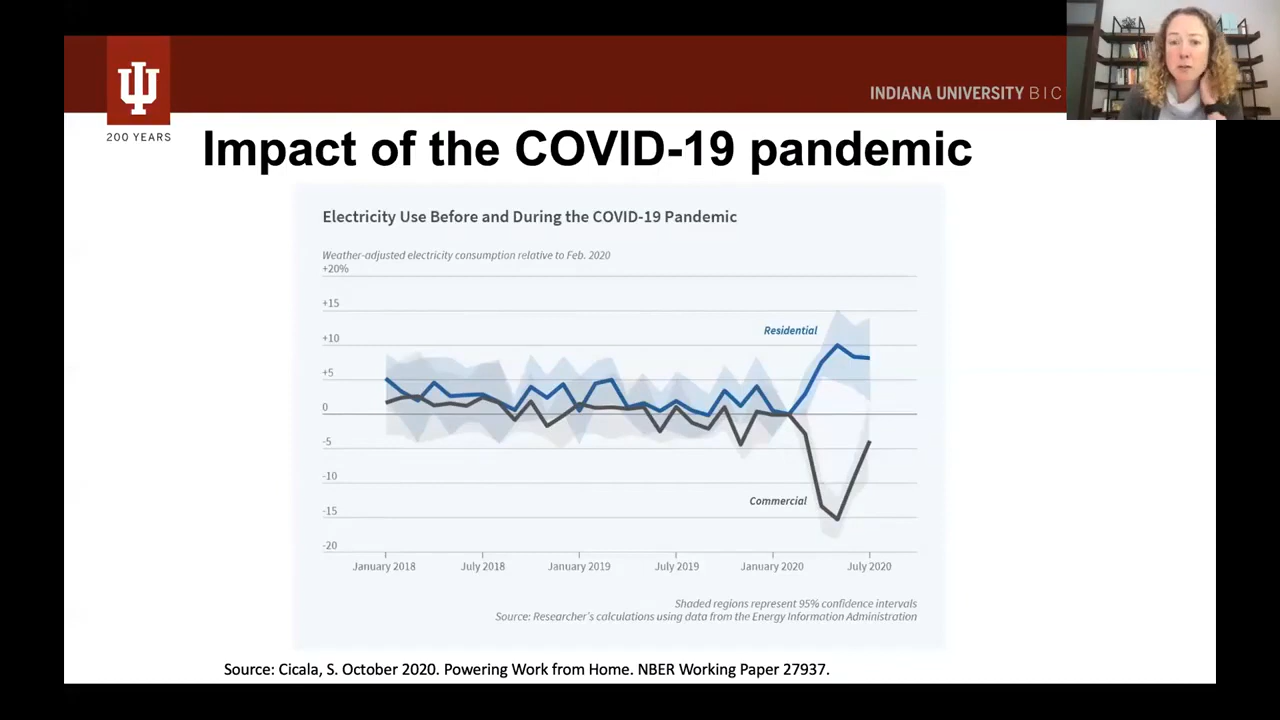 INDIANA UNIVERSITY BIC
200 YEARS
Impact of the COVID-19 pandemic
Electricity Use Before and During the COVID-19 Pandemic
Weather-adjusted electricity consumption relative to Feb. 2020
+20%
+15
+10
+5
0
-5
-10
-15
-20
Residential
Commercial
January 2018 July 2018 January 2019 July 2019 January 2020 July 2020
Shaded regions represent 95% confidence intervals
Source: Researcher's calculations using data from the Energy Information Administration
Source: Cicala, S. October 2020. Powering Work from Home. NBER Working Paper 27937.